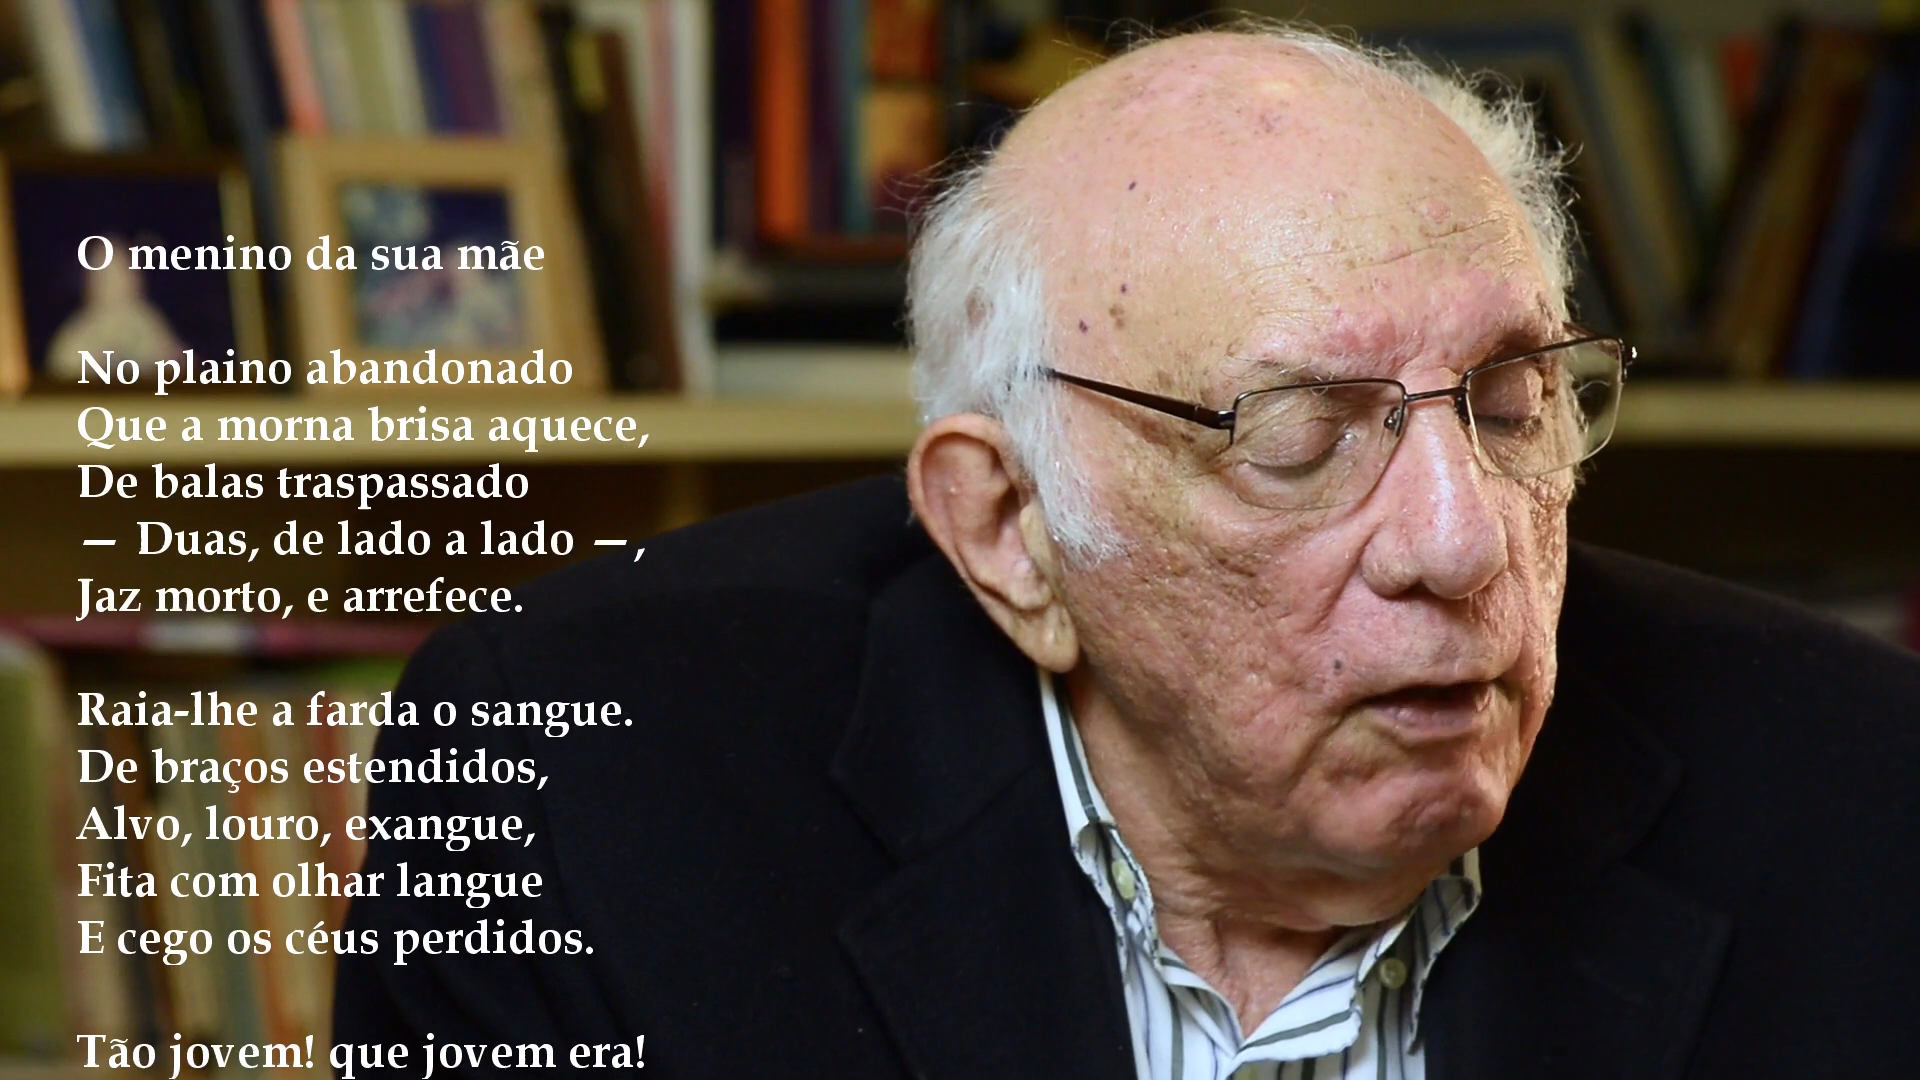 O menino da sua mãe
No plaino abandonado
Que a morna brisa aquece,
De balas traspassado
— Duas, de lado a lado —,
Jaz morto, e arrefece.
Raia-lhe a farda o sangue.
De braços estendidos,
Alvo, louro, exangue,
Fita com olhar langue
E cego os céus perdidos.
Tão jovem! que jovem era!